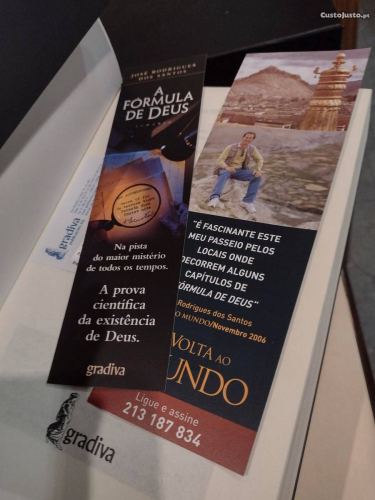 CustoJusto.pt
JOSÉ RODRIGUES
DOS SANTOS
A
FÓRMULA
DE DEUS
Na pista
do maior mistério
de todos os tempos.
A prova
científica
da existência
de Deus.
gradiva
"É FASCINANTE ESTE
MEU PASSEIO PELOS
LOCAIS ONDE
DECORREM ALGUNS
CAPÍTULOS DE
FÓRMULA DE DEUS"
Rodrigues dos Santos
MUNDO/Novembro 2006
VOLTA AO
UNDO
Ligue e assine
213 187 834
gradiva
gradiva